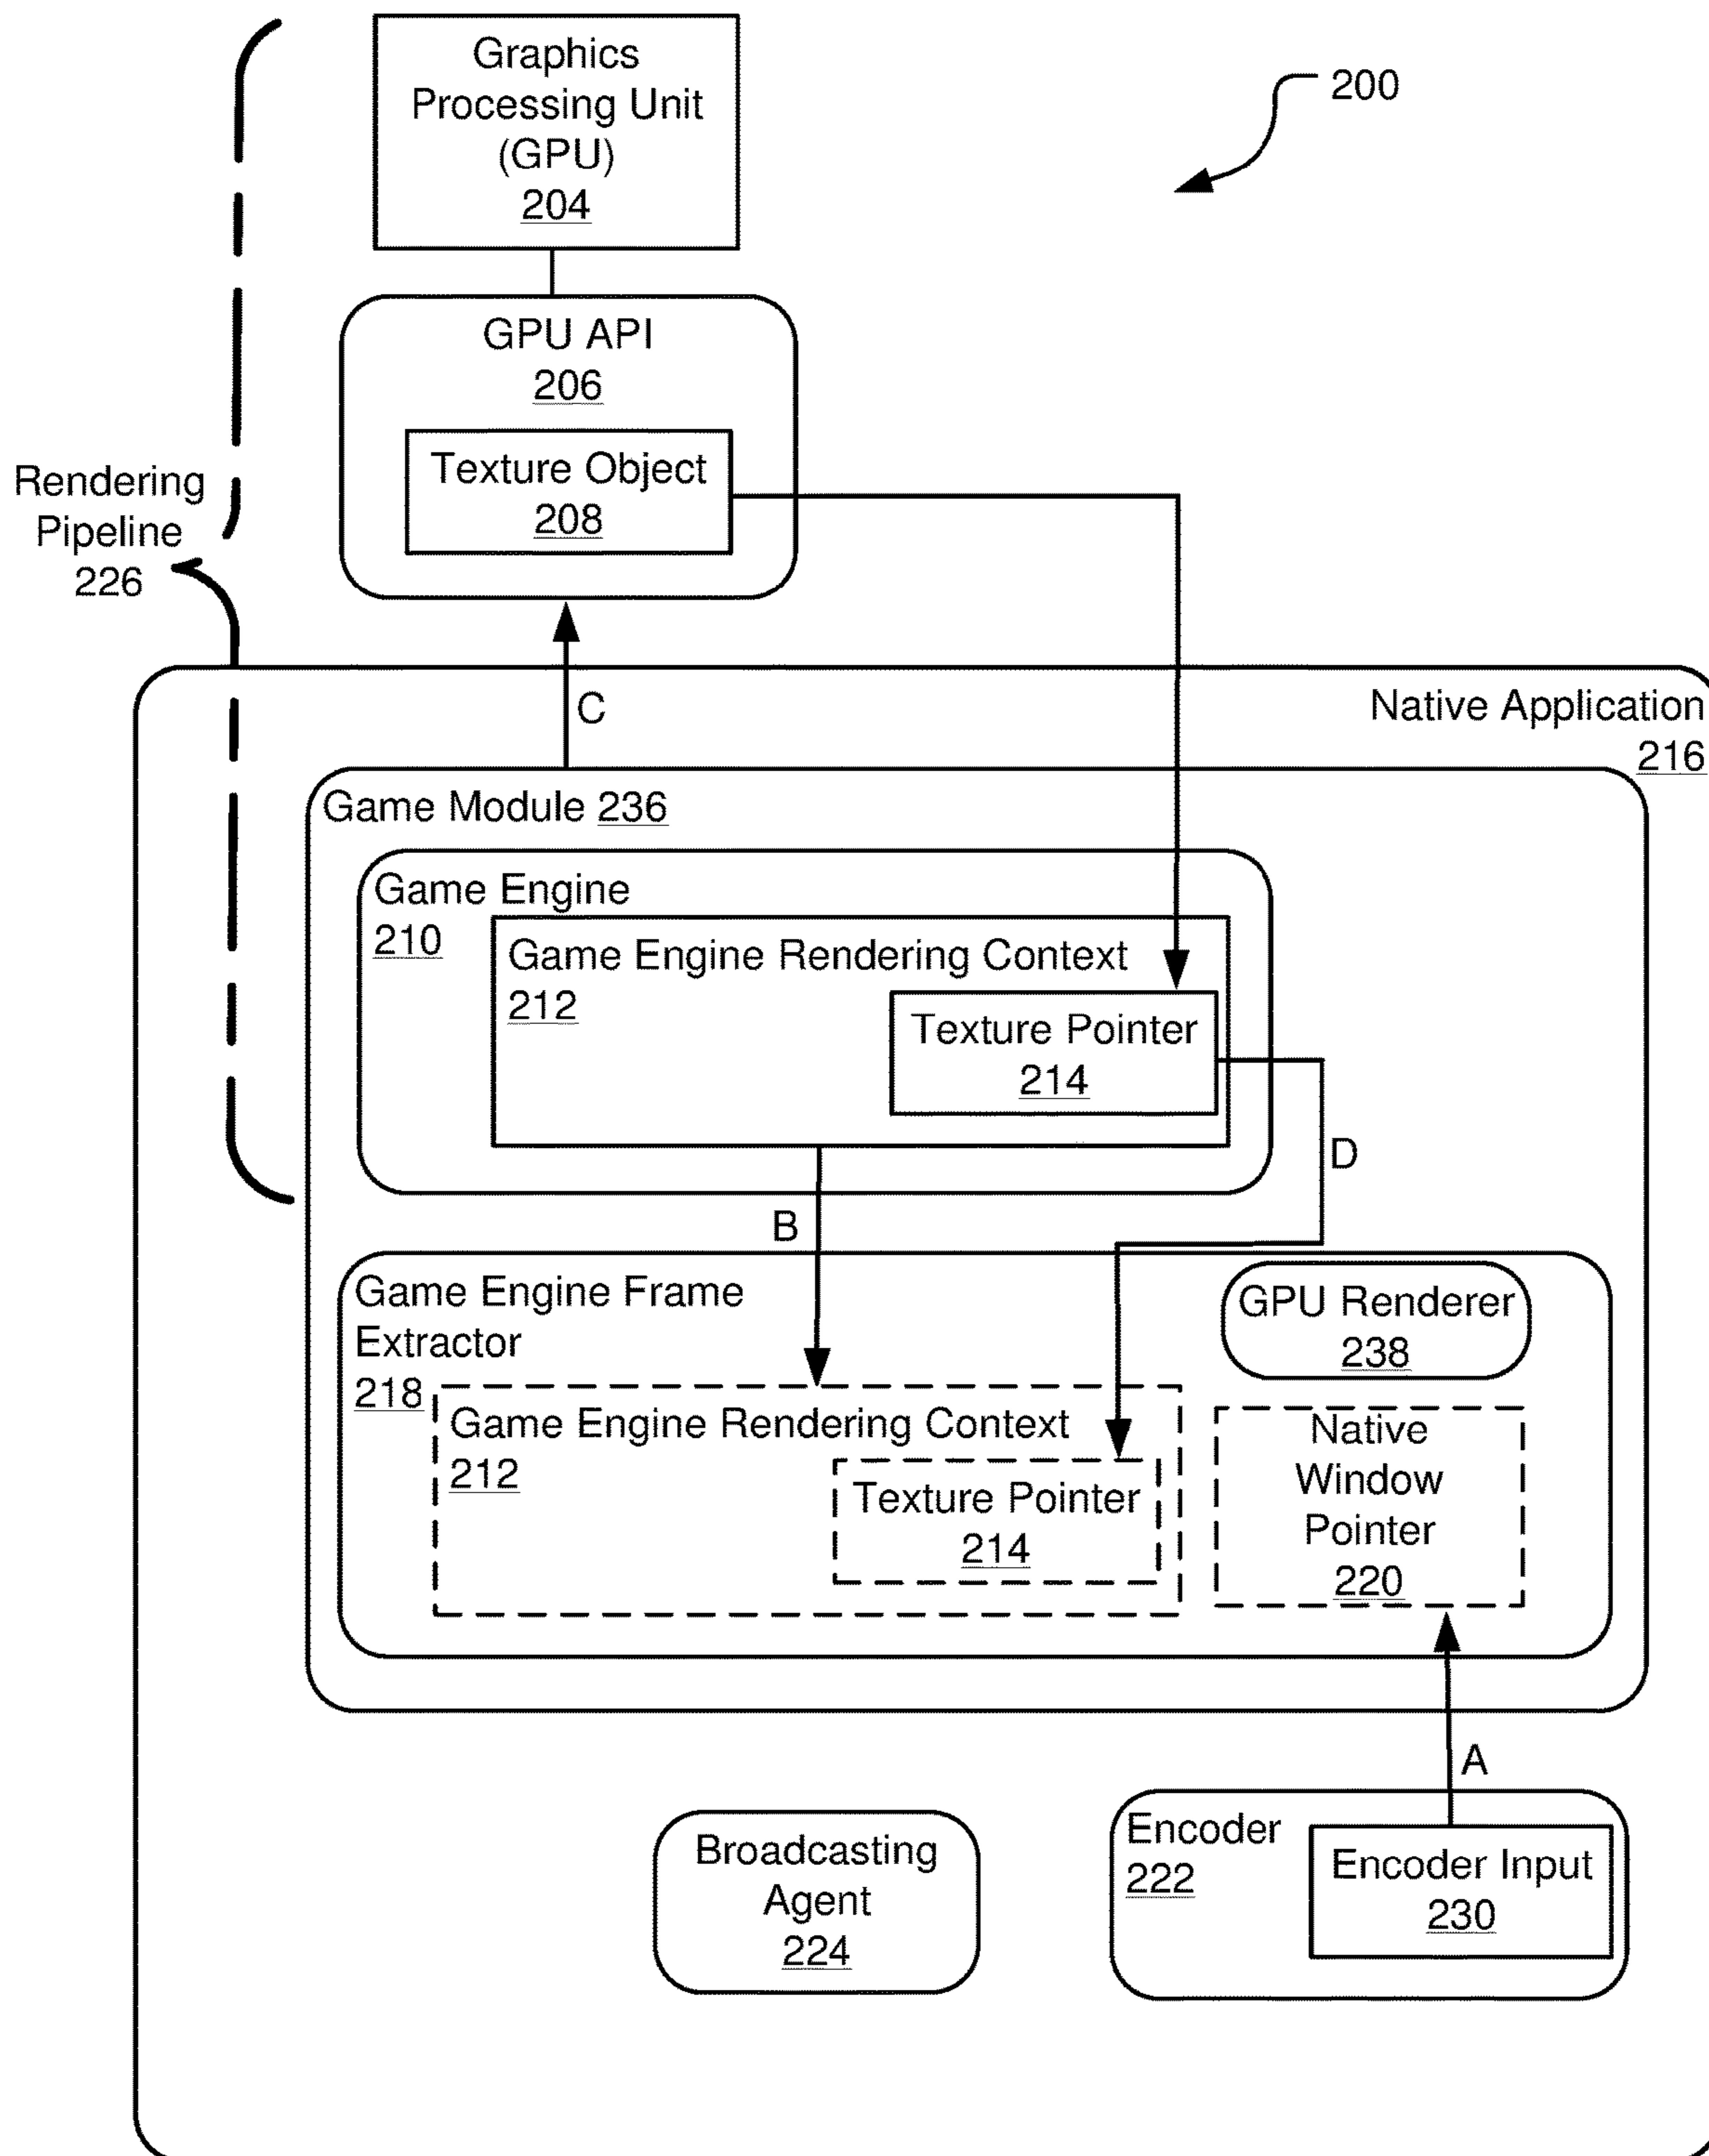 Graphics
Processing Unit
(GPU)
204
200
GPU API
206
Texture Object
208
Rendering
Pipeline
226
C
Native Application
216
Game Module 236
Game Engine
210
Game Engine Rendering Context
212
Texture Pointer
214
D
B
Game Engine Frame
Extractor
218
GPU Renderer
238
Game Engine Rendering Context
212
Texture Pointer
214
Native
Window
Pointer
220
A
Broadcasting
Agent
224
Encoder
222
Encoder Input
230